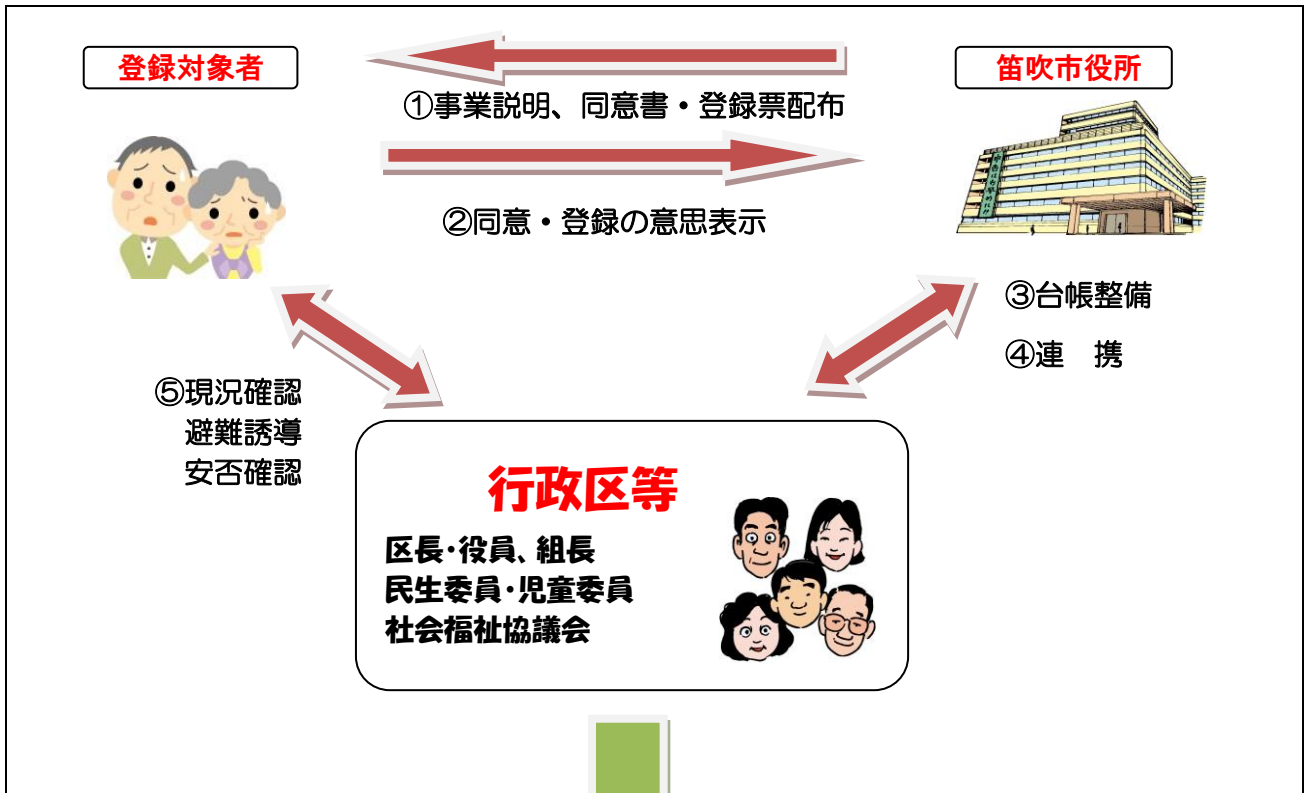 登録対象者
笛吹市役所
①事業説明、同意書・登録票配布
②同意・登録の意思表示
③台帳整備
④連　携
⑤現況確認
避難誘導
安否確認
行政区等
区長・役員、組長
民生委員・児童委員
社会福祉協議会